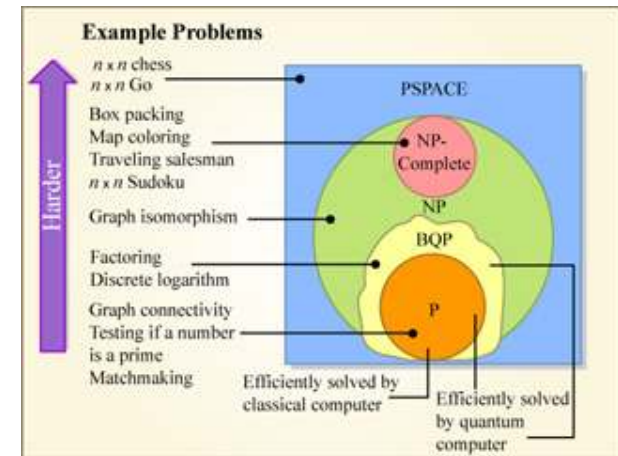 Example Problems
n x n chess
n x n Go
Box packing
Map coloring
Traveling salesman
n x n Sudoku
Graph isomorphism
Factoring
Discrete logarithm
Graph connectivity
Testing if a number
is a prime
Matchmaking
Harder
PSPACE
NP-
Complete
NP
BQP
P
Efficiently solved by
classical computer
Efficiently solved
by quantum
computer